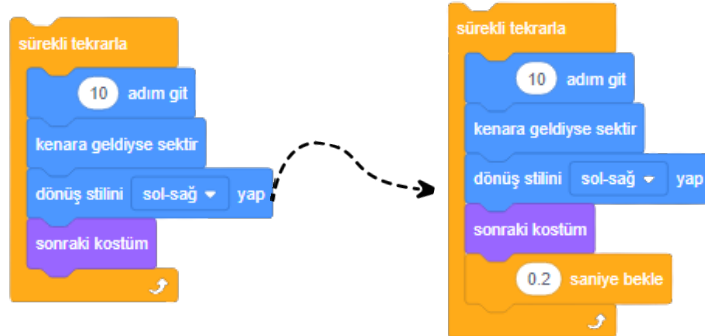 sürekli tekrarla
10 adım git
kenara geldiyse sektir
dönüş stilini sol-sağ yap
sonraki kostüm
sürekli tekrarla
10 adım git
kenara geldiyse sektir
dönüş stilini sol-sağ yap
sonraki kostüm
0.2 saniye bekle